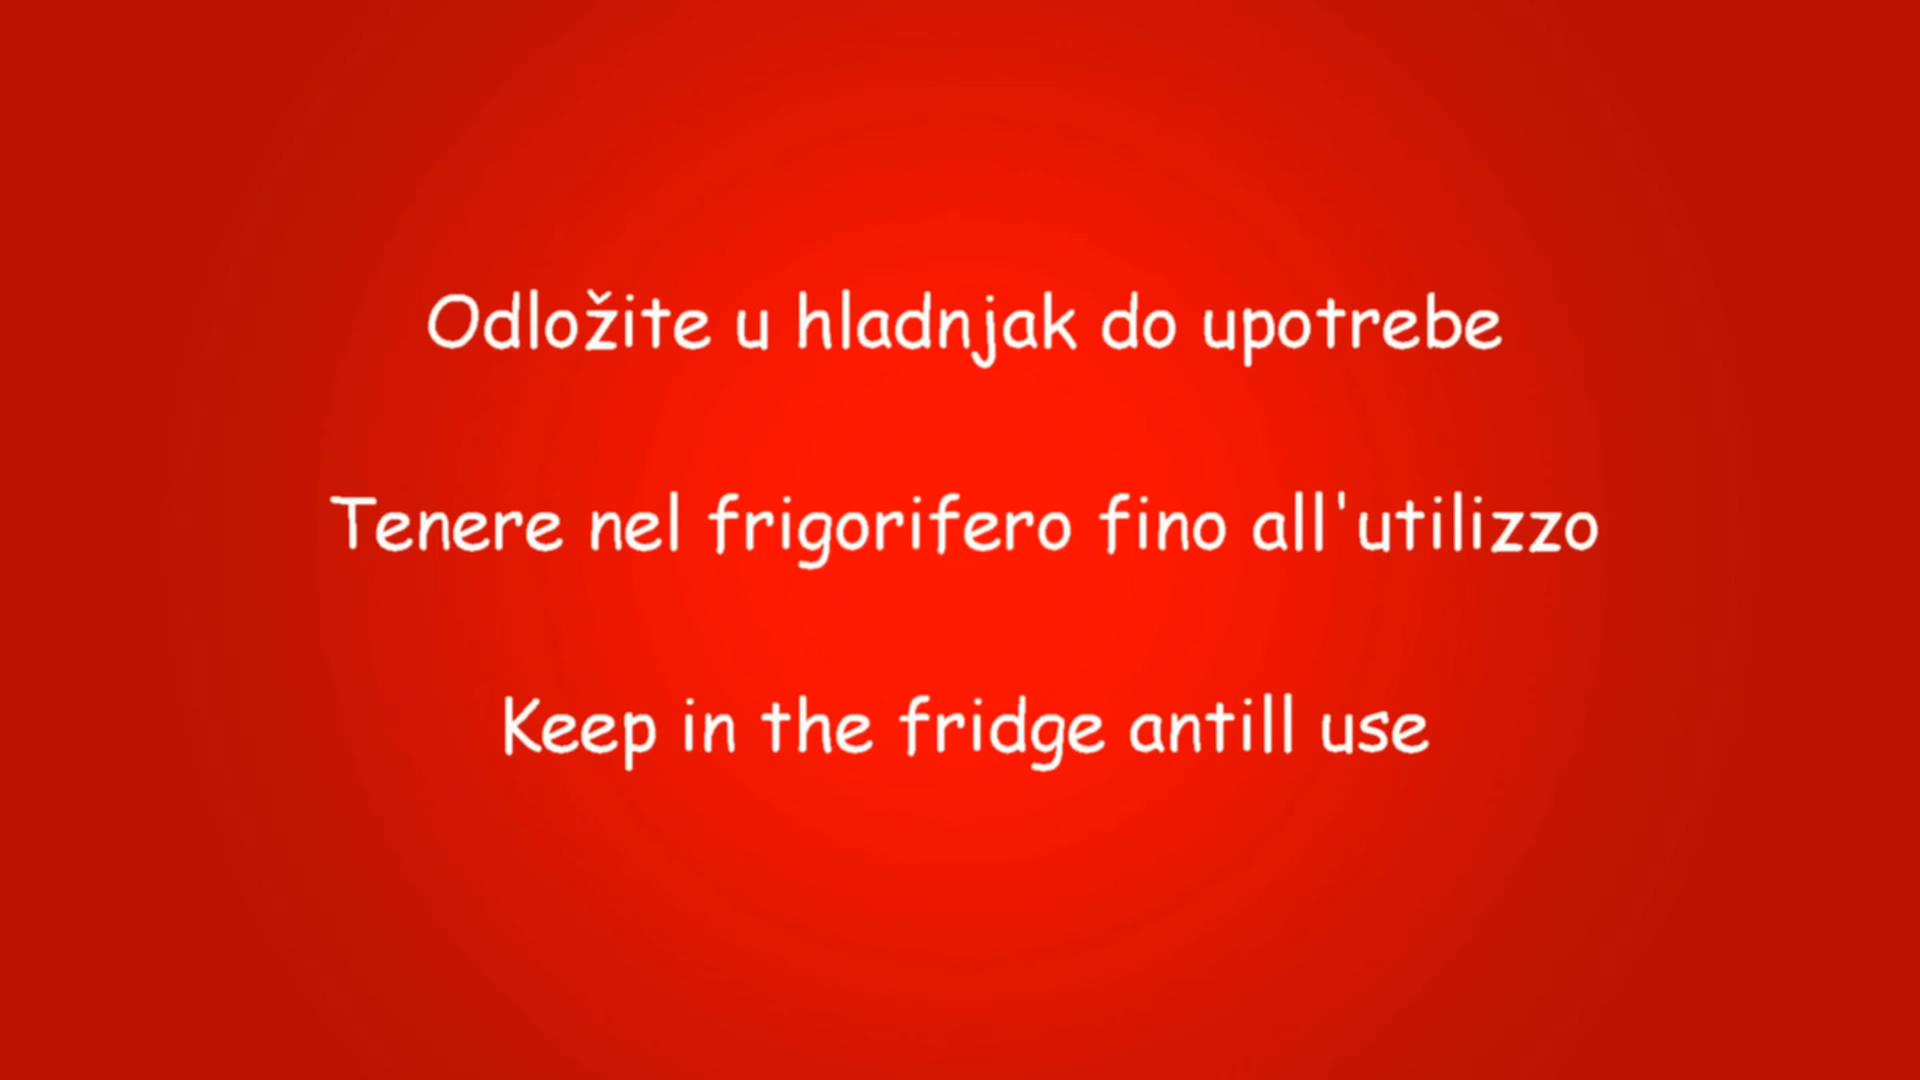 Odložite u hladnjak do upotrebe
Tenere nel frigorifero fino all'utilizzo
Keep in the fridge antill use